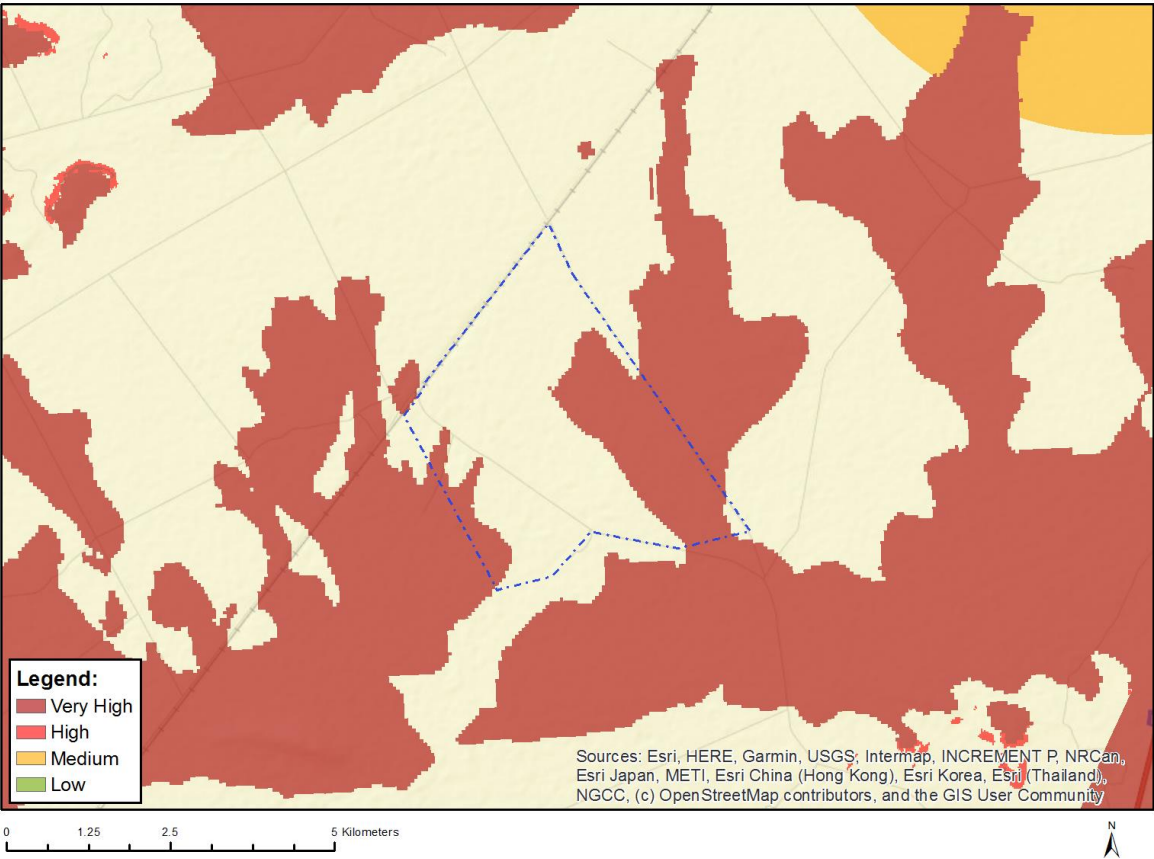 Legend:
Very High
High
Medium
Low
Sources: Esri, HERE, Garmin, USGS, Intermap, INCREMENT P, NRCan,
Esri Japan, METI, Esri China (Hong Kong), Esri Korea, Esri (Thailand),
NGCC, (c) OpenStreetMap contributors, and the GIS User Community
0 1.25 2.5 5 Kilometers
N